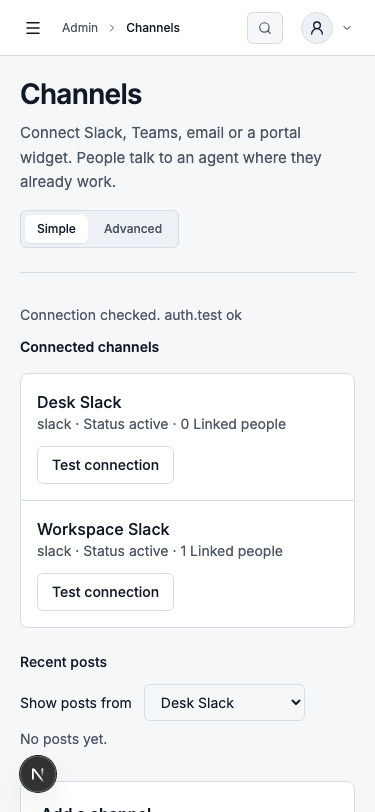 Admin > Channels
Channels
Connect Slack, Teams, email or a portal
widget. People talk to an agent where they
already work.
Simple Advanced
Connection checked. auth.test ok
Connected channels
Desk Slack
slack · Status active · 0 Linked people
Test connection
Workspace Slack
slack · Status active · 1 Linked people
Test connection
Recent posts
Show posts from Desk Slack
No posts yet.
N
Add a channel